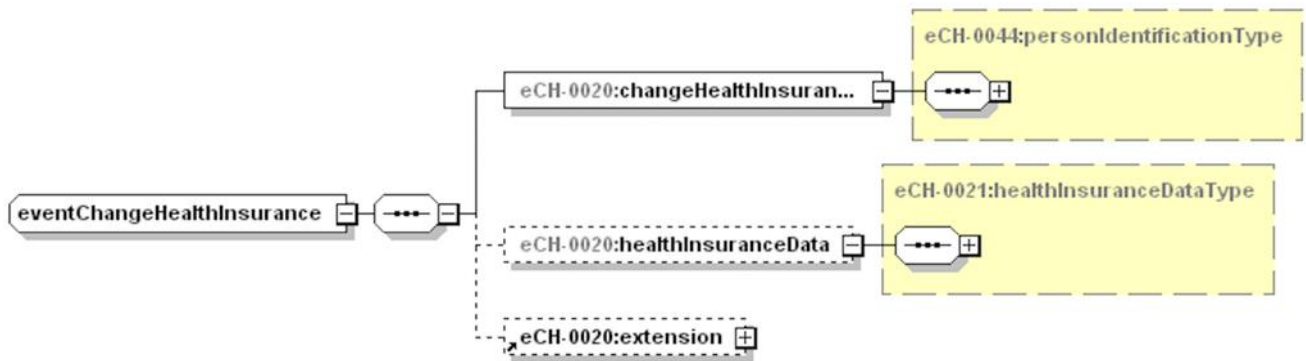 eCH-0044:personIdentificationType
eCH-0020:changeHealthInsuran...
eCH-0021:healthInsuranceDataType
eventChangeHealthInsurance
eCH-0020:healthInsuranceData
eCH-0020:extension